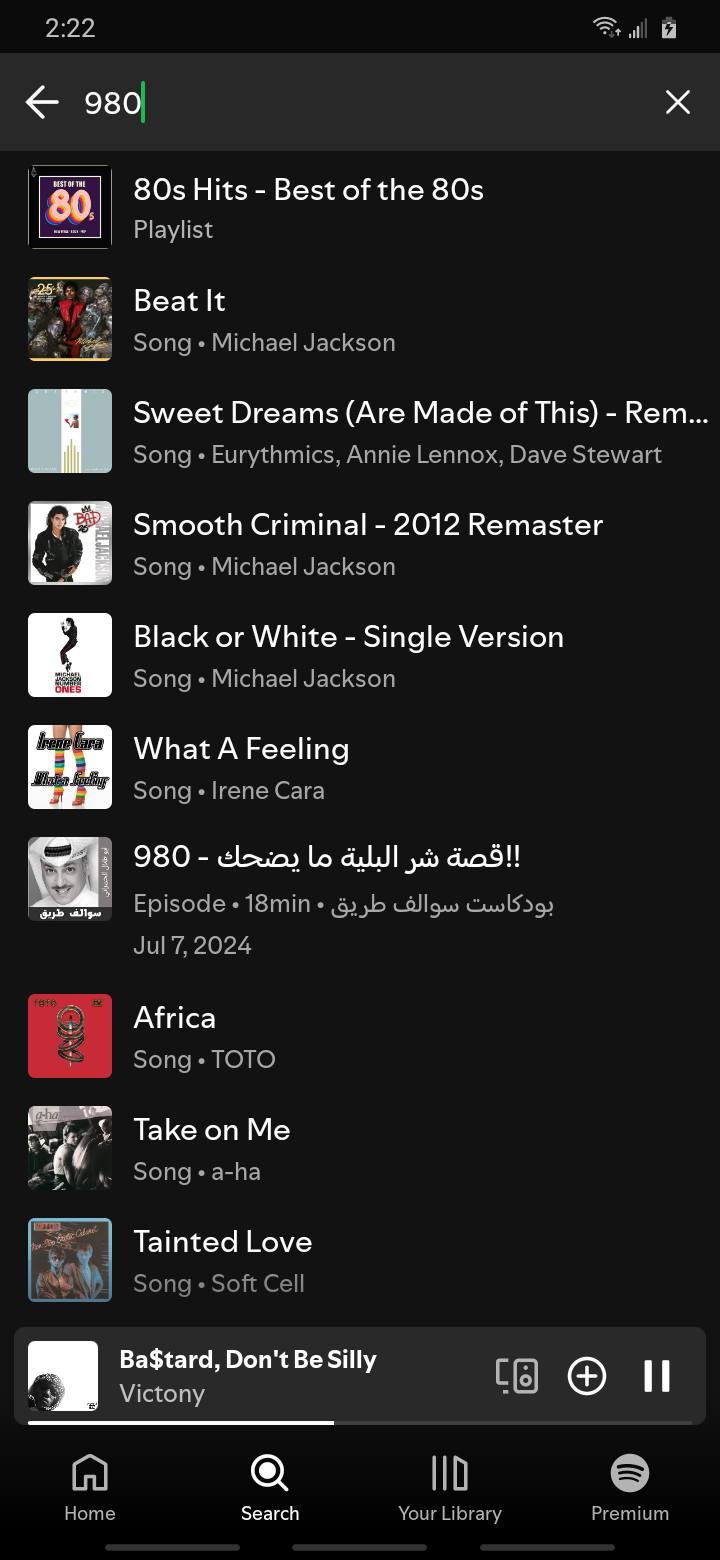 2:22
980
80s Hits - Best of the 80s
Playlist
Beat It
Song • Michael Jackson
Sweet Dreams (Are Made of This) - Rem...
Song • Eurythmics, Annie Lennox, Dave Stewart
Smooth Criminal - 2012 Remaster
Song • Michael Jackson
Black or White - Single Version
Song • Michael Jackson
What A Feeling
Song • Irene Cara
980 - قصة شر البلية ما يضحك!!
Episode • 18min • بودكاست سوالف طريق
Jul 7, 2024
Africa
Song • TOTO
Take on Me
Song • a-ha
Tainted Love
Song • Soft Cell
Ba$tard, Don't Be Silly
Victony
Home
Search
Your Library
Premium
BEST OF THE
80s
25
BAD
MICHAEL
JACKSON
NUMBER
ONES
Irene Cara
What a Feeling
سوالف طريق
TOTO
IV
a-ha
Non-Stop Erotic Cabaret